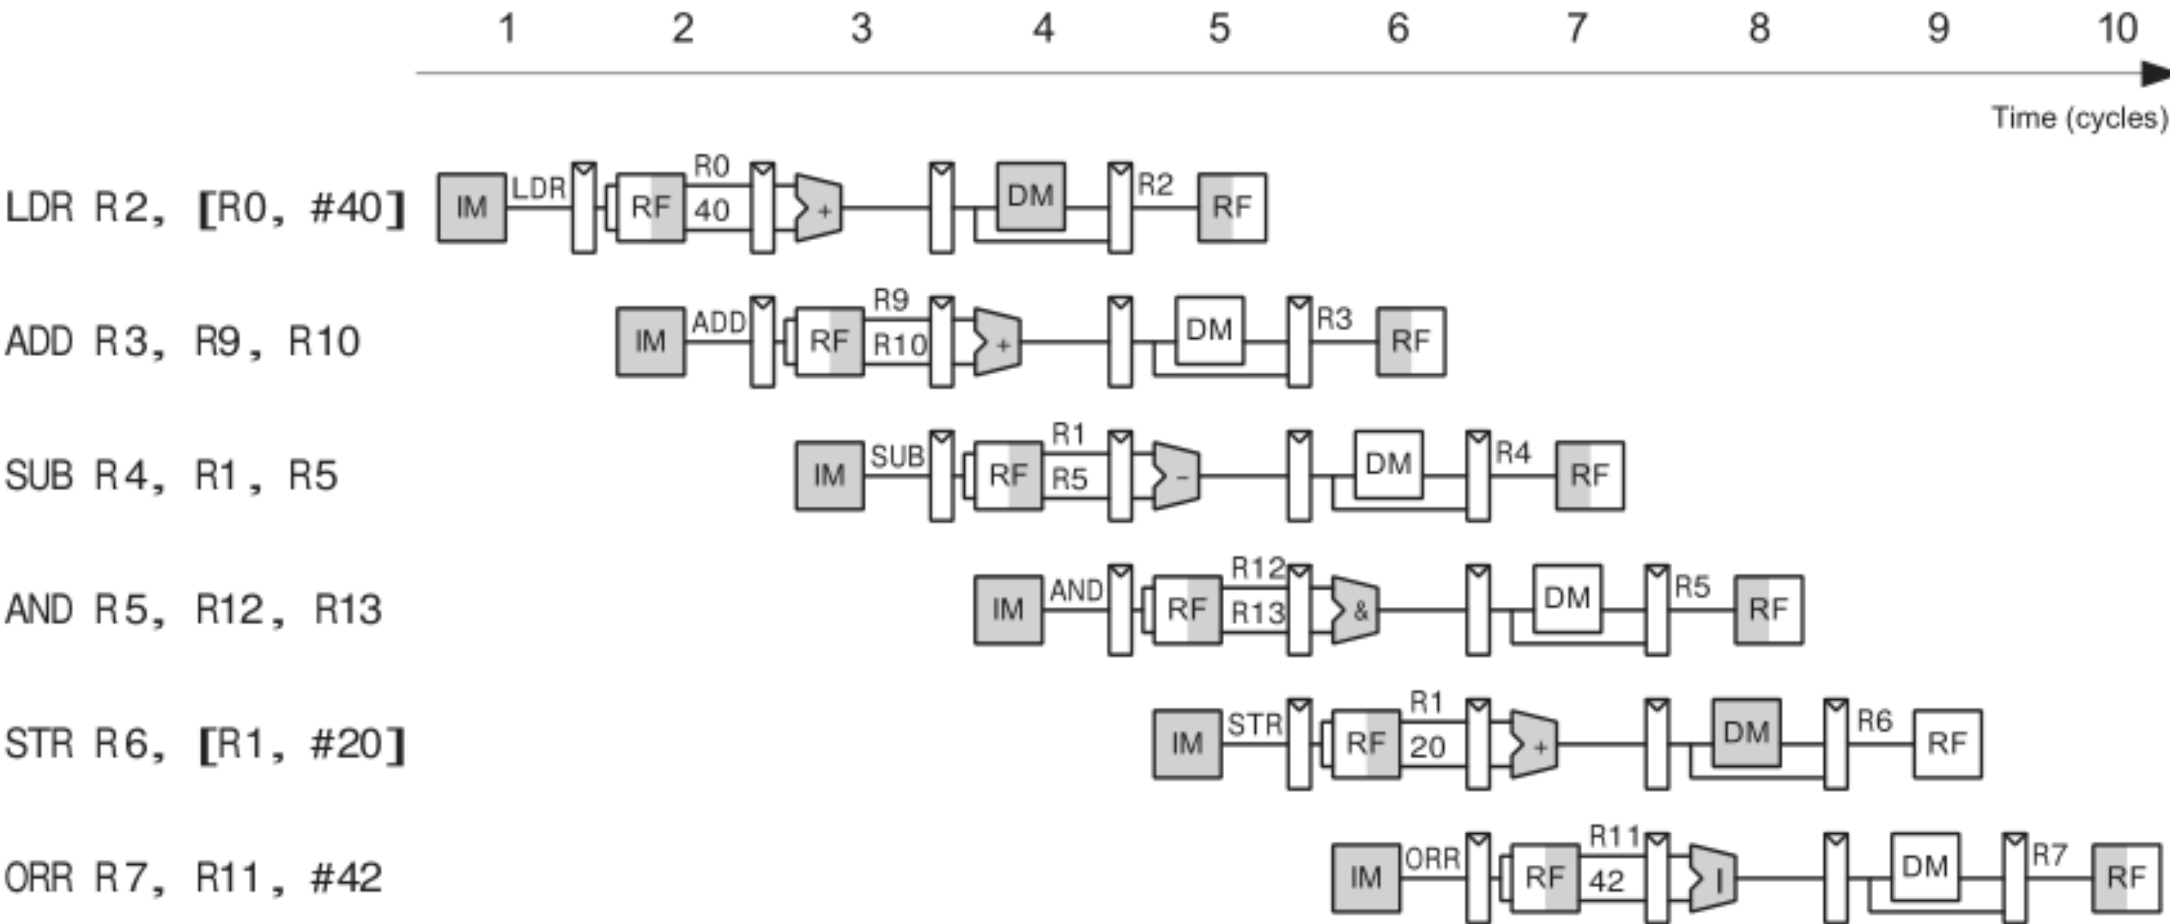 1 2 3 4 5 6 7 8 9 10
Time (cycles)
LDR R2, [R0, #40] IM LDR RF R0 40 + DM R2 RF
ADD R3, R9, R10 IM ADD RF R9 R10 + DM R3 RF
SUB R4, R1, R5 IM SUB RF R1 R5 - DM R4 RF
AND R5, R12, R13 IM AND RF R12 R13 & DM R5 RF
STR R6, [R1, #20] IM STR RF R1 20 + DM R6 RF
ORR R7, R11, #42 IM ORR RF R11 42 | DM R7 RF